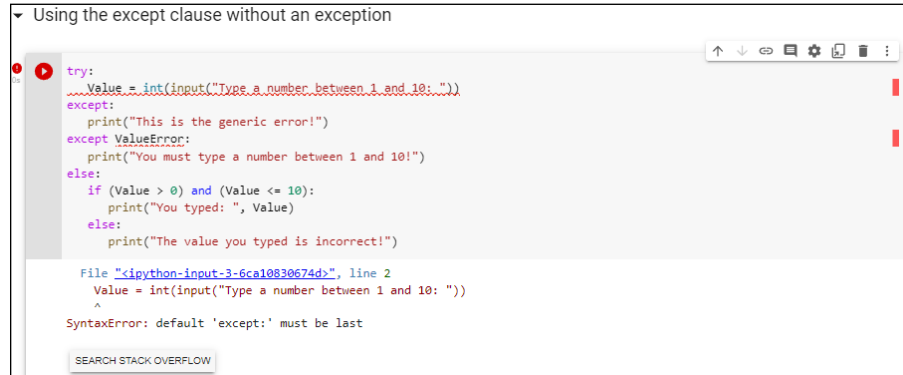 Using the except clause without an exception
0s
try:
   Value = int(input("Type a number between 1 and 10: "))
except:
   print("This is the generic error!")
except ValueError:
   print("You must type a number between 1 and 10!")
else:
   if (Value > 0) and (Value <= 10):
      print("You typed: ", Value)
   else:
      print("The value you typed is incorrect!")
File "<ipython-input-3-6ca10830674d>", line 2
    Value = int(input("Type a number between 1 and 10: "))
    ^
SyntaxError: default 'except:' must be last
SEARCH STACK OVERFLOW